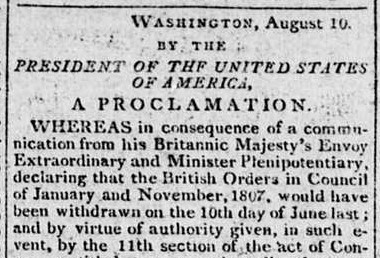 WASHINGTON, August 10.
BY THE
PRESIDENT OF THF UNITED STATES
OF AMERICA,
A PROCLAMATION.
WHEREAS in consequence of a commu-
nication from his Britannic Majesty's Envoy
Extraordinary and Minister Plenipotentiary,
declaring that the British Orders in Council
of January and November, 1807, would have
been withdrawn on the 10th day of June last;
and by virtue of authority given, in such e-
vent, by the 11th section of the act of Con-